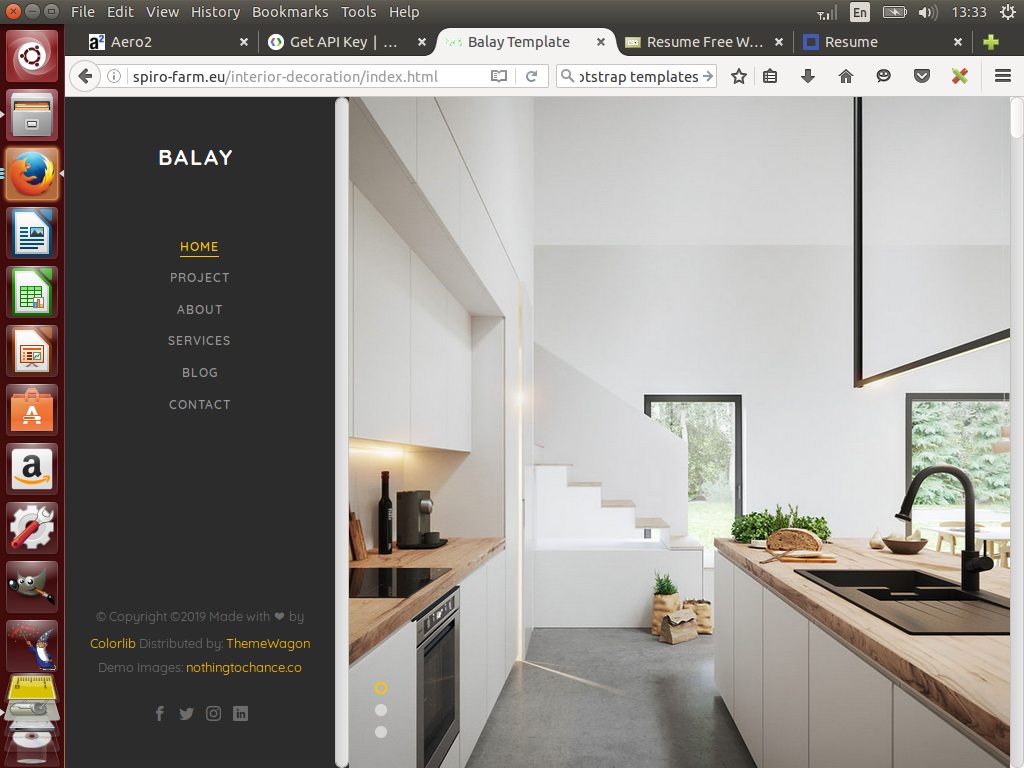 File Edit View History Bookmarks Tools Help
En
13:33
Aero2
Get API Key | ...
Balay Template
Resume Free W...
Resume
spiro-farm.eu/interior-decoration/index.html
otstrap templates
BALAY
HOME
PROJECT
ABOUT
SERVICES
BLOG
CONTACT
© Copyright ©2019 Made with ❤ by
Colorlib Distributed by: ThemeWagon
Demo Images: nothingtochance.co